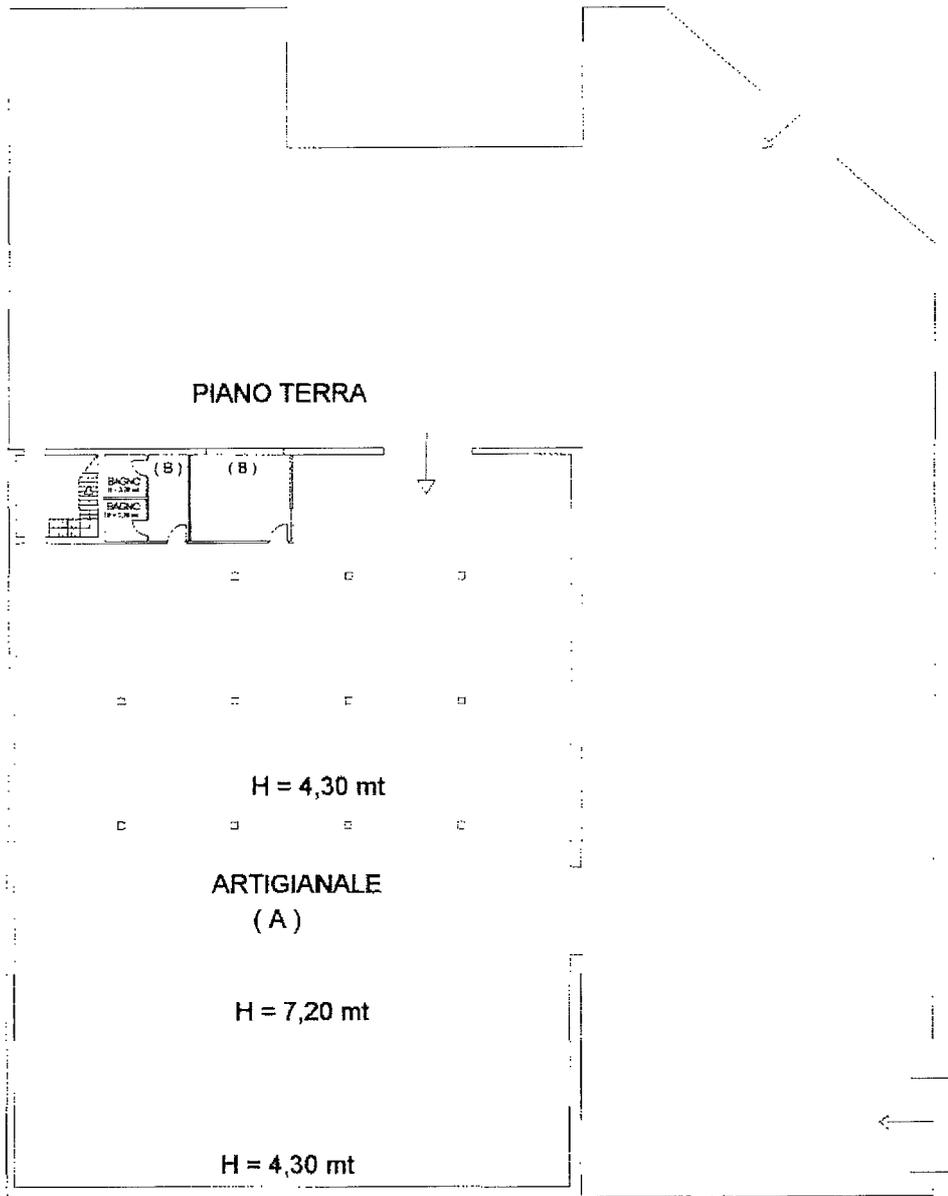 PIANO TERRA
( B )
( B )
BAGNO
BAGNO
H = 4,30 mt
ARTIGIANALE
( A )
H = 7,20 mt
H = 4,30 mt